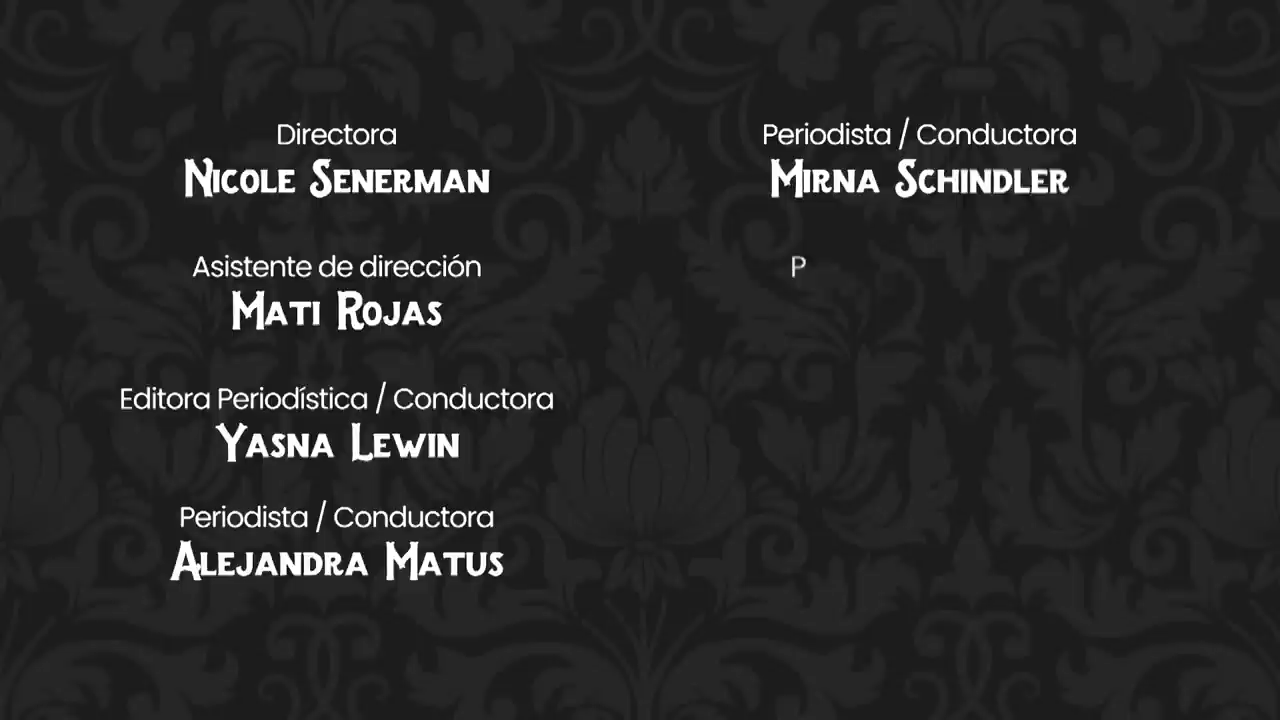 Directora
Nicole Senerman
Asistente de dirección
Mati Rojas
Editora Periodística / Conductora
Yasna Lewin
Periodista / Conductora
Alejandra Matus
Periodista / Conductora
Mirna Schindler
P